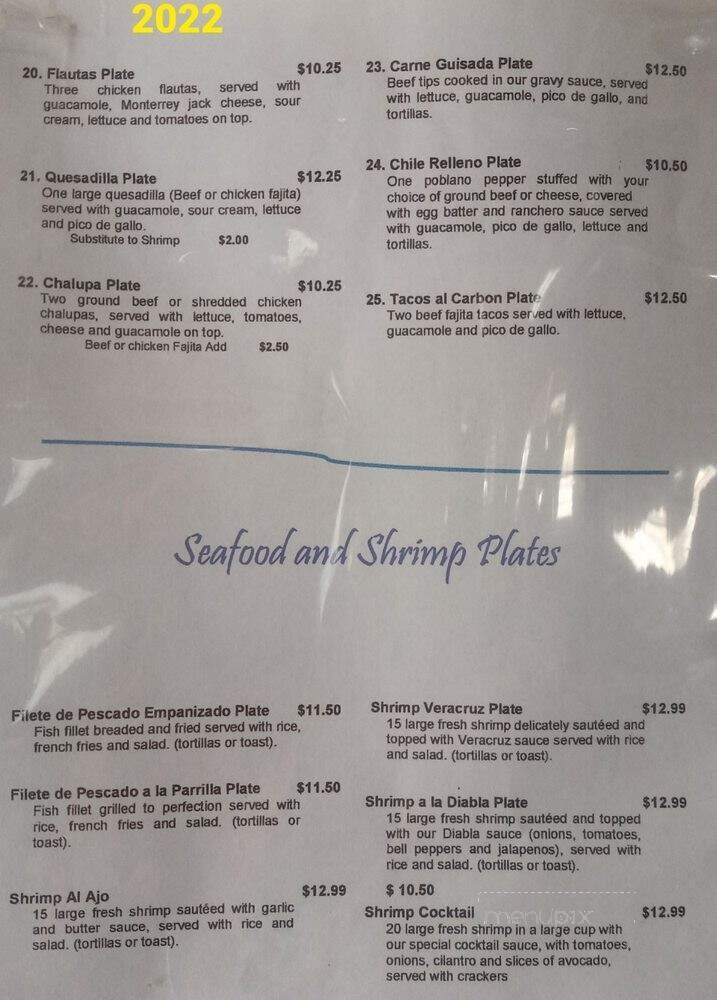 2022
20. Flautas Plate $10.25
Three chicken flautas, served with
guacamole, Monterrey jack cheese, sour
cream, lettuce and tomatoes on top.
21. Quesadilla Plate $12.25
One large quesadilla (Beef or chicken fajita)
served with guacamole, sour cream, lettuce
and pico de gallo.
Substitute to Shrimp $2.00
22. Chalupa Plate $10.25
Two ground beef or shredded chicken
chalupas, served with lettuce, tomatoes,
cheese and guacamole on top.
Beef or chicken Fajita Add $2.50
23. Carne Guisada Plate $12.50
Beef tips cooked in our gravy sauce, served
with lettuce, guacamole, pico de gallo, and
tortillas.
24. Chile Relleno Plate $10.50
One poblano pepper stuffed with your
choice of ground beef or cheese, covered
with egg batter and ranchero sauce served
with guacamole, pico de gallo, lettuce and
tortillas.
25. Tacos al Carbon Plate $12.50
Two beef fajita tacos served with lettuce,
guacamole and pico de gallo.
Seafood and Shrimp Plates
Filete de Pescado Empanizado Plate $11.50
Fish fillet breaded and fried served with rice,
french fries and salad. (tortillas or toast).
Filete de Pescado a la Parrilla Plate $11.50
Fish fillet grilled to perfection served with
rice, french fries and salad. (tortillas or
toast).
Shrimp Al Ajo $12.99
15 large fresh shrimp sautéed with garlic
and butter sauce, served with rice and
salad. (tortillas or toast).
Shrimp Veracruz Plate $12.99
15 large fresh shrimp delicately sautéed and
topped with Veracruz sauce served with rice
and salad. (tortillas or toast).
Shrimp a la Diabla Plate $12.99
15 large fresh shrimp sautéed and topped
with our Diabla sauce (onions, tomatoes,
bell peppers and jalapenos), served with
rice and salad. (tortillas or toast).
$ 10.50
Shrimp Cocktail $12.99
20 large fresh shrimp in a large cup with
our special cocktail sauce, with tomatoes,
onions, cilantro and slices of avocado,
served with crackers
menupix